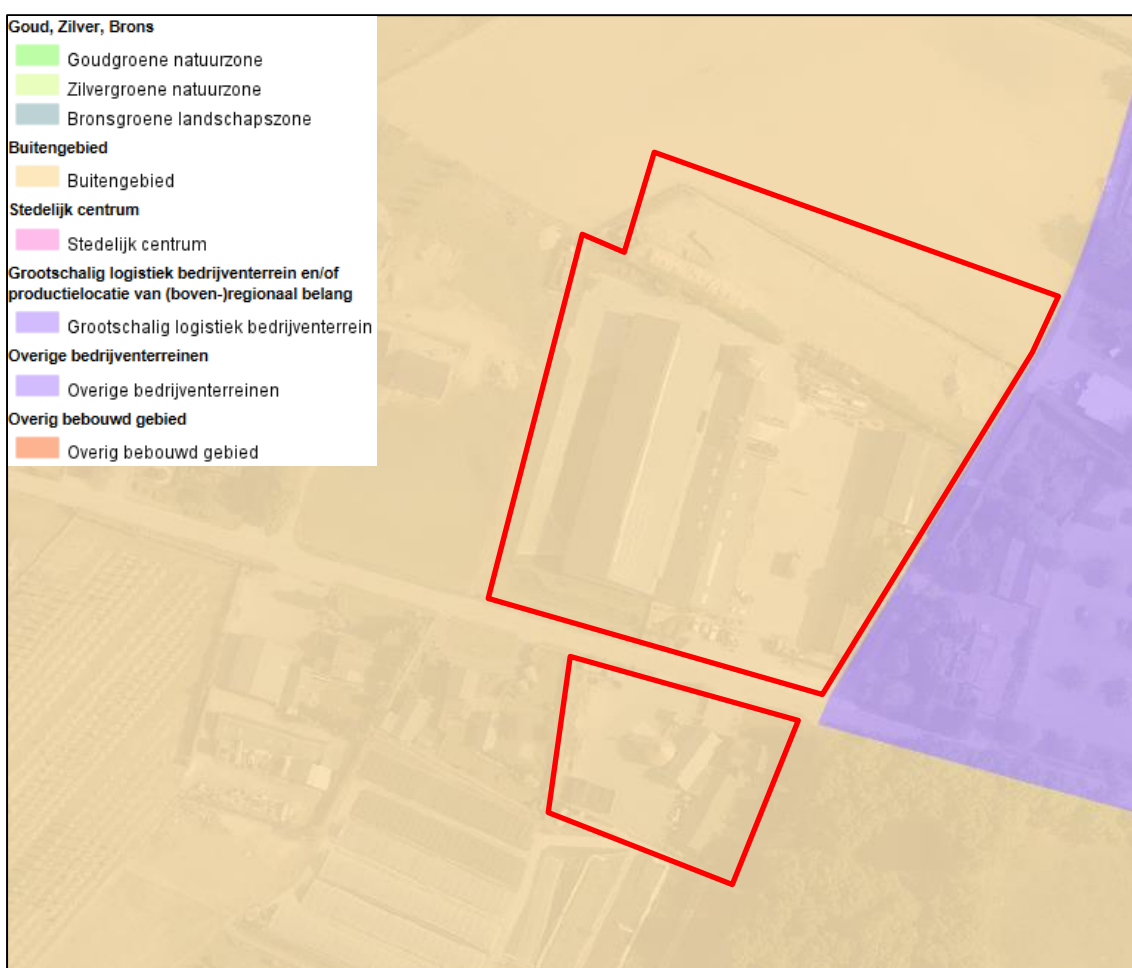 Goud, Zilver, Brons
Goudgroene natuurzone
Zilvergroene natuurzone
Bronsgroene landschapszone
Buitengebied
Buitengebied
Stedelijk centrum
Stedelijk centrum
Grootschalig logistiek bedrijventerrein en/of
productielocatie van (boven-)regionaal belang
Grootschalig logistiek bedrijventerrein
Overige bedrijventerreinen
Overige bedrijventerreinen
Overig bebouwd gebied
Overig bebouwd gebied